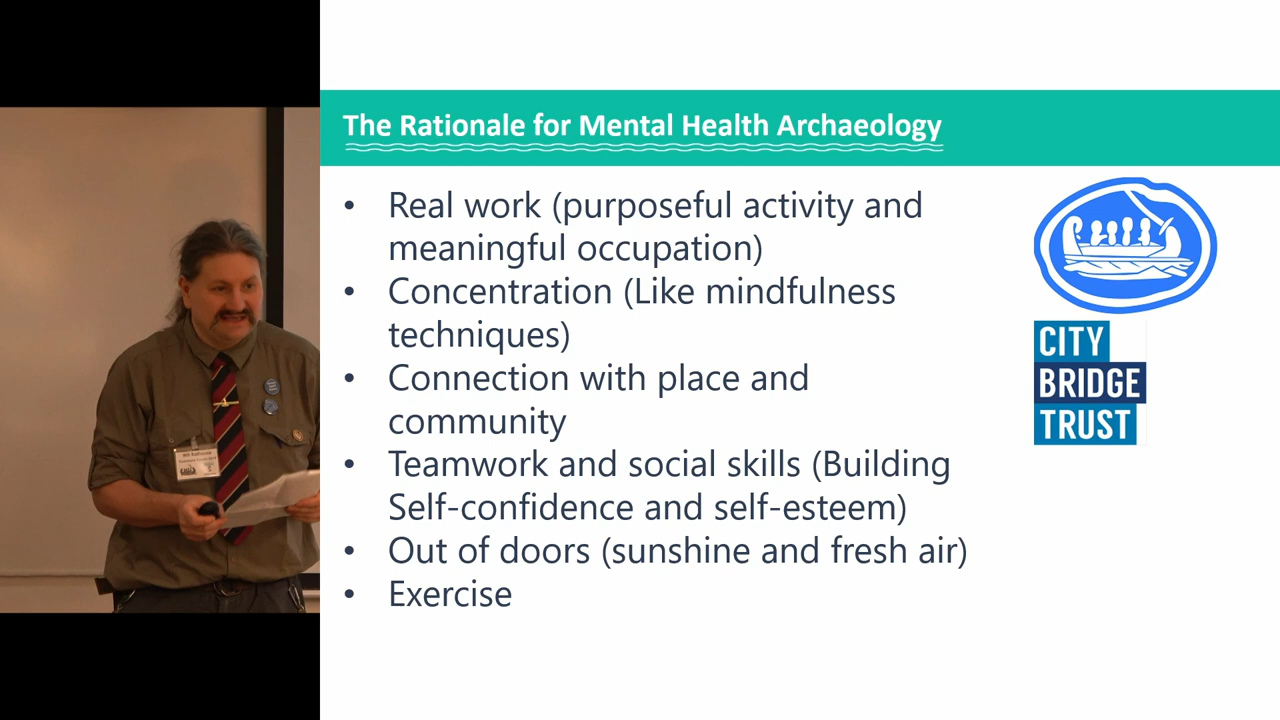 The Rationale for Mental Health Archaeology
• Real work (purposeful activity and
meaningful occupation)
• Concentration (Like mindfulness
techniques)
• Connection with place and
community
• Teamwork and social skills (Building
Self-confidence and self-esteem)
• Out of doors (sunshine and fresh air)
• Exercise
CITY
BRIDGE
TRUST